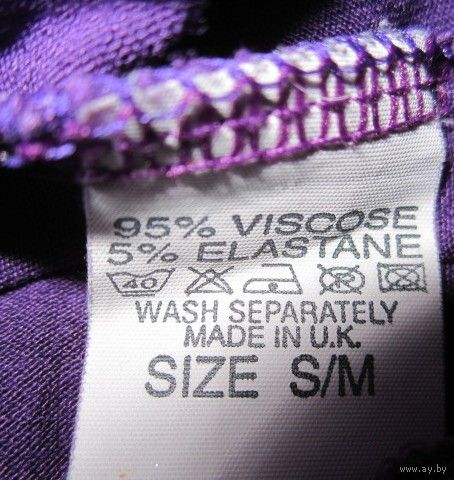 95% VISCOSE
5% ELASTANE
40
WASH SEPARATELY
MADE IN U.K.
SIZE S/M
www.ay.by